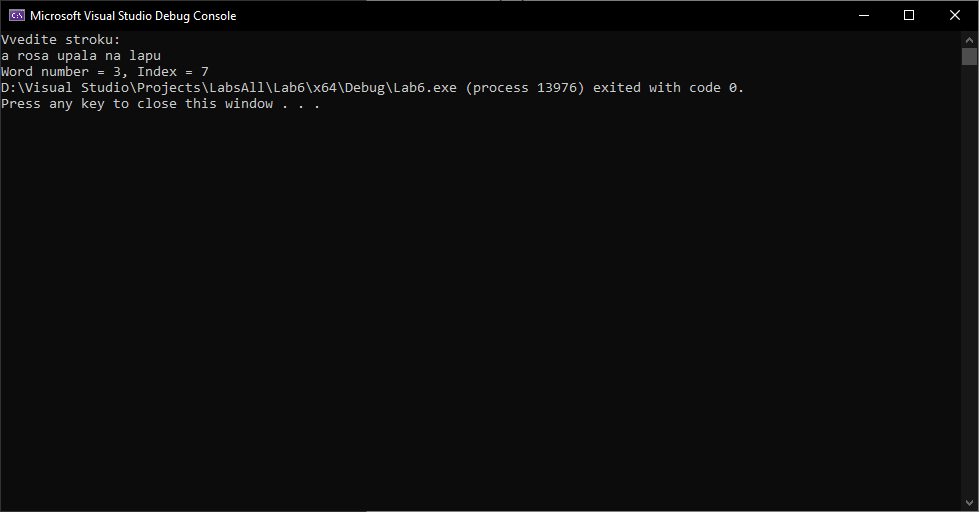 Microsoft Visual Studio Debug Console
Vvedite stroku:
a rosa upala na lapu
Word number = 3, Index = 7
D:\Visual Studio\Projects\LabsAll\Lab6\x64\Debug\Lab6.exe (process 13976) exited with code 0.
Press any key to close this window . . .